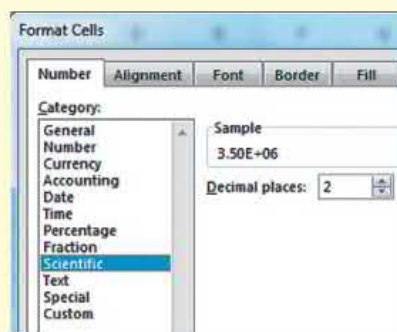 Format Cells
Number Alignment Font Border Fill
Category:
General
Number
Currency
Accounting
Date
Time
Percentage
Fraction
Scientific
Text
Special
Custom
Sample
3.50E+06
Decimal places: 2